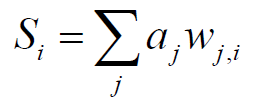 S_i = \sum_j a_j w_{j,i}